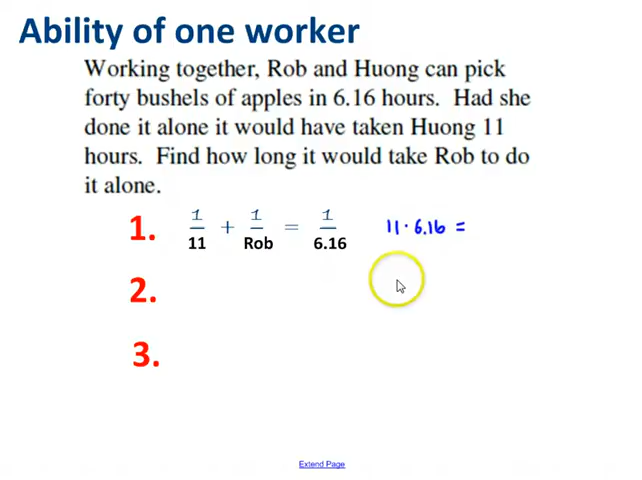 Ability of one worker
Working together, Rob and Huong can pick
forty bushels of apples in 6.16 hours. Had she
done it alone it would have taken Huong 11
hours. Find how long it would take Rob to do
it alone.
1. 1/11 + 1/Rob = 1/6.16 11 · 6.16 =
2.
3.
Extend Page